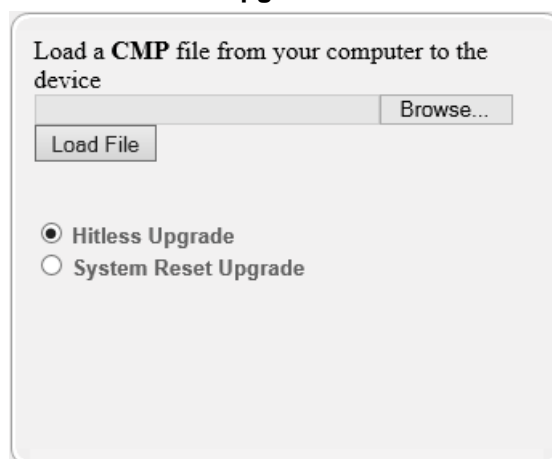 Load a CMP file from your computer to the
device
Browse...
Load File
Hitless Upgrade
System Reset Upgrade